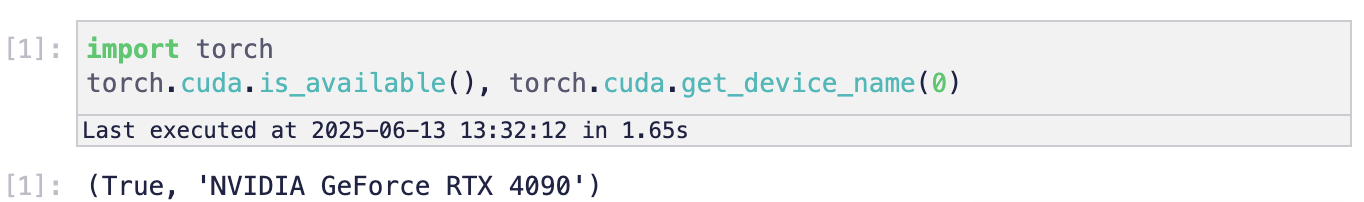 [1]: import torch
torch.cuda.is_available(), torch.cuda.get_device_name(0)
Last executed at 2025-06-13 13:32:12 in 1.65s
[1]: (True, 'NVIDIA GeForce RTX 4090')